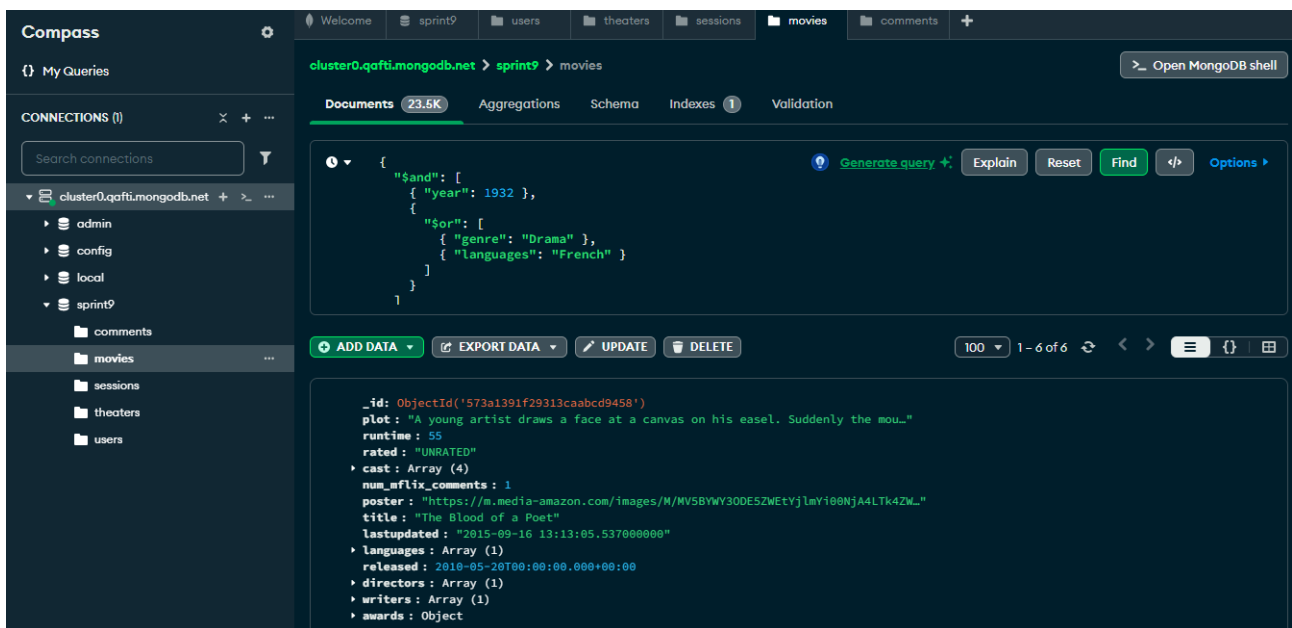 Compass
{} My Queries
CONNECTIONS (1)
Search connections
cluster0.qafti.mongodb.net
admin
config
local
sprint9
comments
movies
sessions
theaters
users
Welcome sprint9 users theaters sessions movies comments +
cluster0.qafti.mongodb.net > sprint9 > movies
>_ Open MongoDB shell
Documents 23.5K Aggregations Schema Indexes 1 Validation
Generate query Explain Reset Find </> Options
{
"$and": [
{ "year": 1932 },
{
"$or": [
{ "genre": "Drama" },
{ "languages": "French" }
]
}
]
ADD DATA EXPORT DATA UPDATE DELETE
100 1 – 6 of 6 {}
_id: ObjectId('573a1391f29313caabcd9458')
plot : "A young artist draws a face at a canvas on his easel. Suddenly the mou…"
runtime : 55
rated : "UNRATED"
cast : Array (4)
num_mflix_comments : 1
poster : "https://m.media-amazon.com/images/M/MV5BYWY3ODE5ZWEtYjlmYi00NjA4LTk4ZW…"
title : "The Blood of a Poet"
lastupdated : "2015-09-16 13:13:05.537000000"
languages : Array (1)
released : 2010-05-20T00:00:00.000+00:00
directors : Array (1)
writers : Array (1)
awards : Object